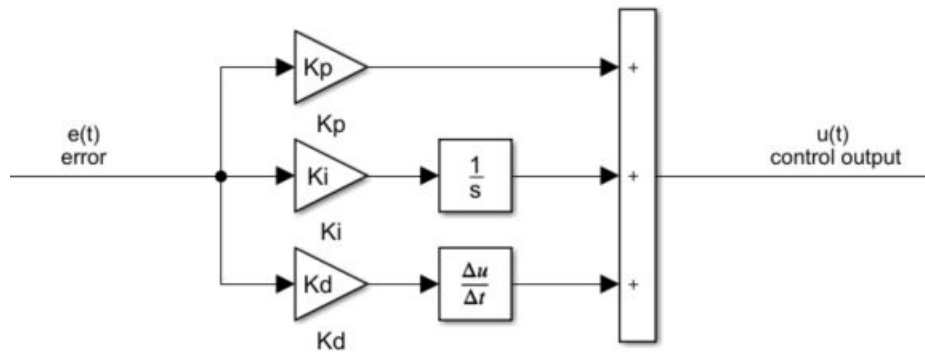 Kp
+
Kp
e(t)
error
Ki
1
s
+
u(t)
control output
Ki
Kd
Δu
Δt
+
Kd